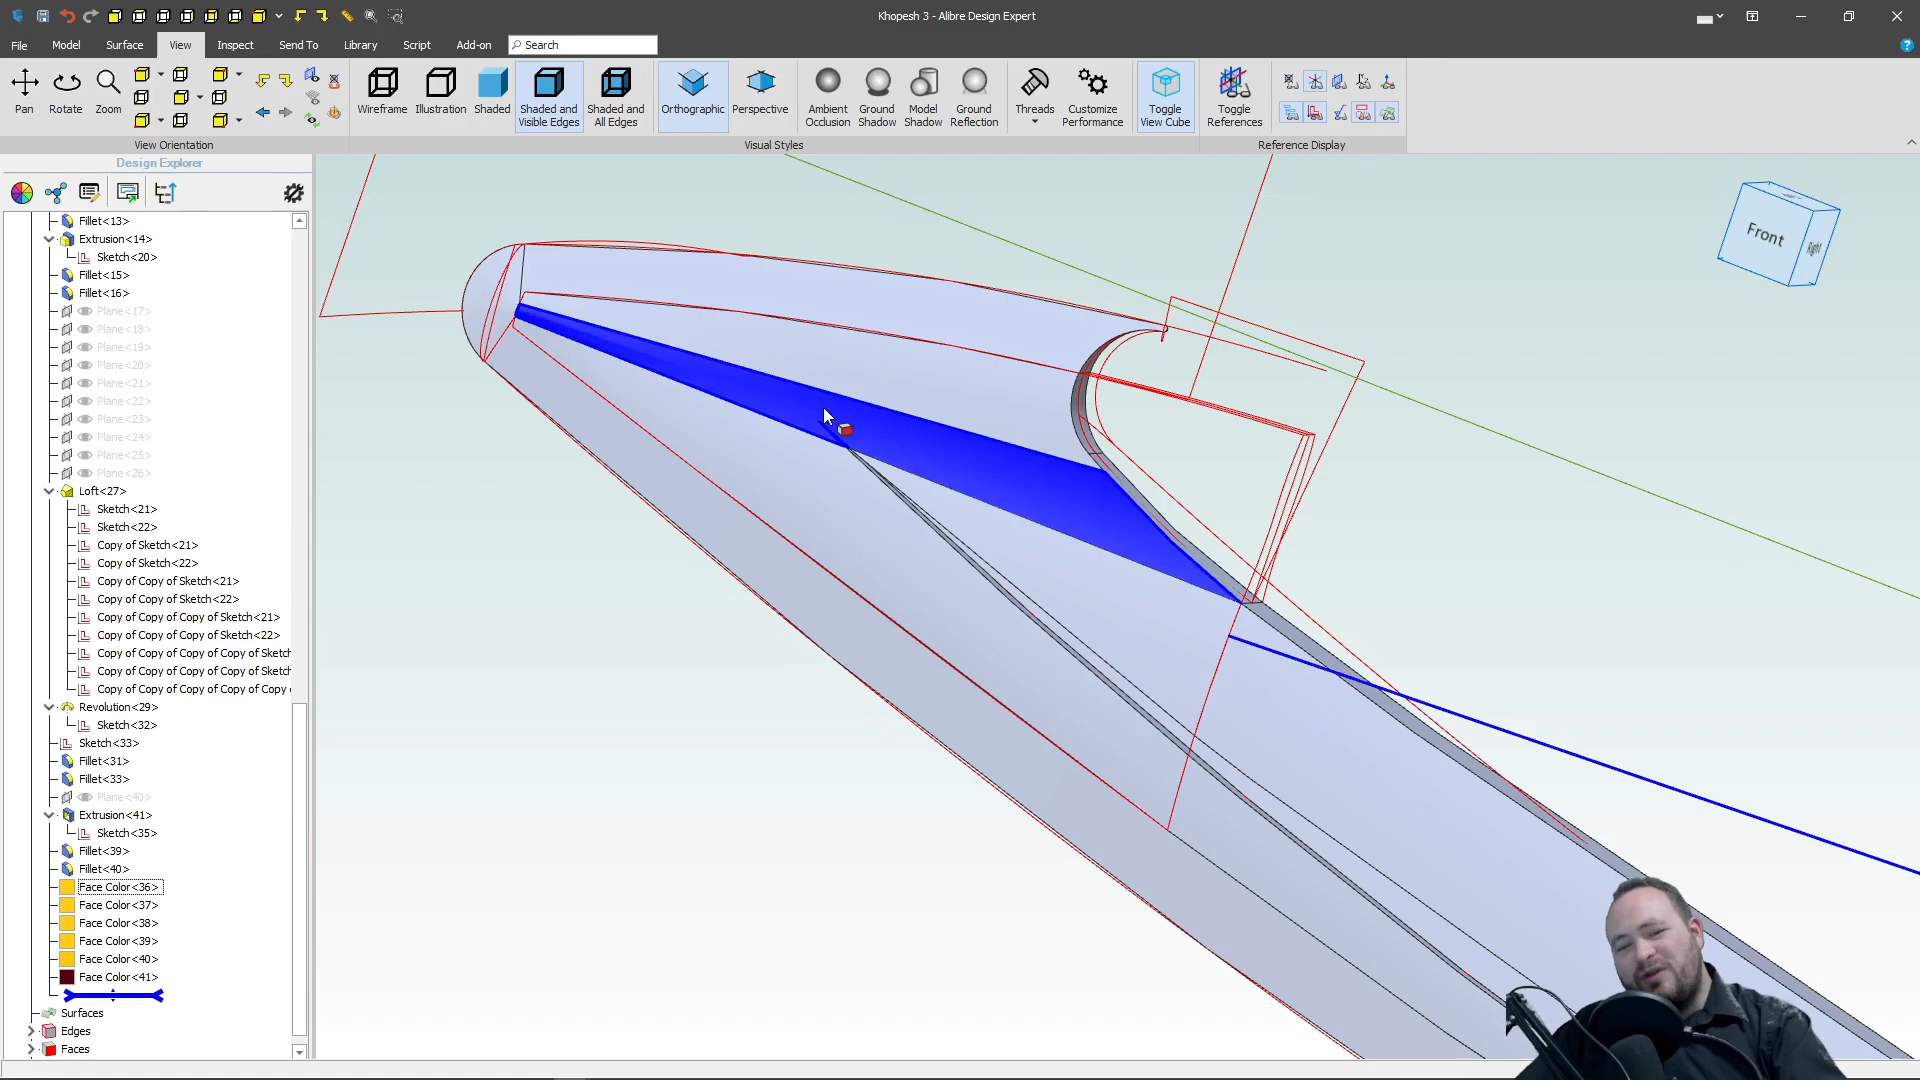 Khopesh 3 - Alibre Design Expert
File Model Surface View Inspect Send To Library Script Add-on Search
Pan Rotate Zoom
Wireframe Illustration Shaded Shaded and Visible Edges Shaded and All Edges
Orthographic Perspective
Ambient Occlusion Ground Shadow Model Shadow Ground Reflection
Threads Customize Performance
Toggle View Cube Toggle References
View Orientation Visual Styles Reference Display
Design Explorer
Fillet<13>
Extrusion<14>
Sketch<20>
Fillet<15>
Fillet<16>
Plane<17>
Plane<18>
Plane<19>
Plane<20>
Plane<21>
Plane<22>
Plane<23>
Plane<24>
Plane<25>
Plane<26>
Loft<27>
Sketch<21>
Sketch<22>
Copy of Sketch<21>
Copy of Sketch<22>
Copy of Copy of Sketch<21>
Copy of Copy of Sketch<22>
Copy of Copy of Copy of Sketch<21>
Copy of Copy of Copy of Sketch<22>
Copy of Copy of Copy of Copy of Sketch
Copy of Copy of Copy of Copy of Sketch
Copy of Copy of Copy of Copy of Copy
Revolution<29>
Sketch<32>
Sketch<33>
Fillet<31>
Fillet<33>
Plane<40>
Extrusion<41>
Sketch<35>
Fillet<39>
Fillet<40>
Face Color<36>
Face Color<37>
Face Color<38>
Face Color<39>
Face Color<40>
Face Color<41>
Surfaces
Edges
Faces
Front
Right